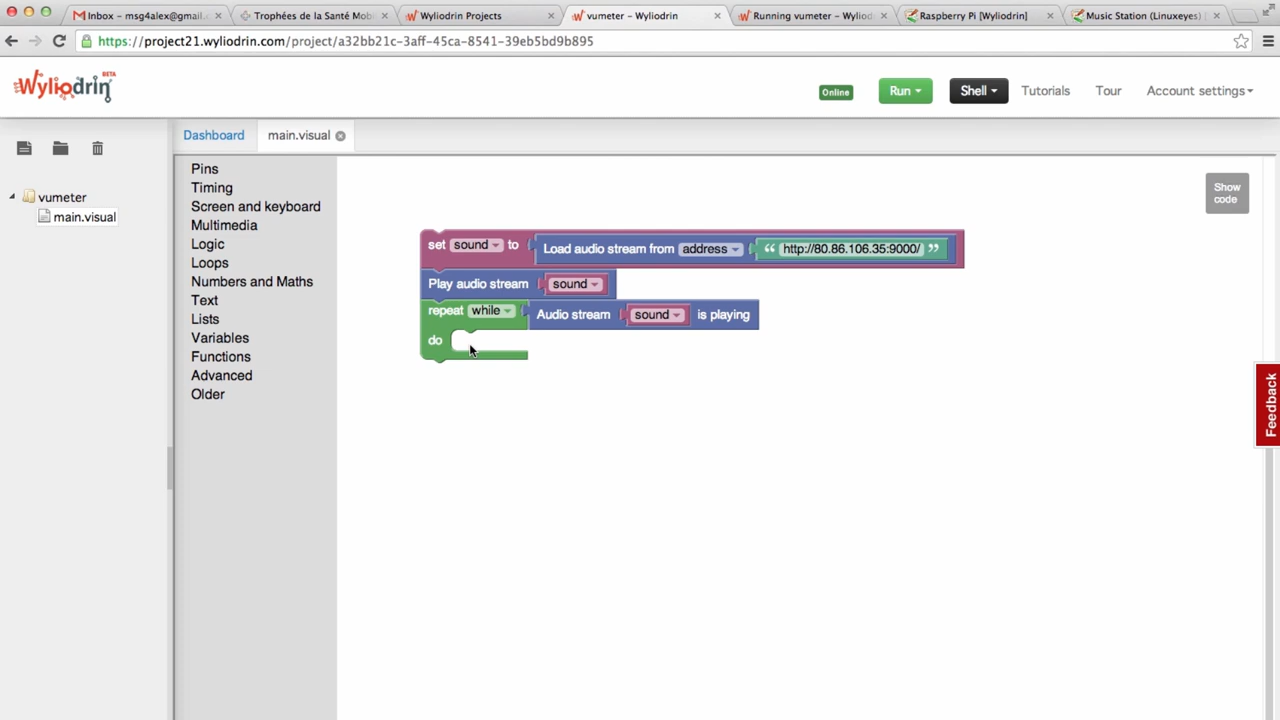 Inbox – msg4alex@gmail.c
Trophées de la Santé Mobi
Wyliodrin Projects
vumeter – Wyliodrin
Running vumeter – Wyliod
Raspberry Pi [Wyliodrin]
Music Station (Linuxeyes)
https://project21.wyliodrin.com/project/a32bb21c-3aff-45ca-8541-39eb5bd9b895
Wyliodrin BETA
Online
Run
Shell
Tutorials
Tour
Account settings
Dashboard
main.visual
vumeter
main.visual
Pins
Timing
Screen and keyboard
Multimedia
Logic
Loops
Numbers and Maths
Text
Lists
Variables
Functions
Advanced
Older
Show
code
set sound to Load audio stream from address “ http://80.86.106.35:9000/ ”
Play audio stream sound
repeat while Audio stream sound is playing
do
Feedback